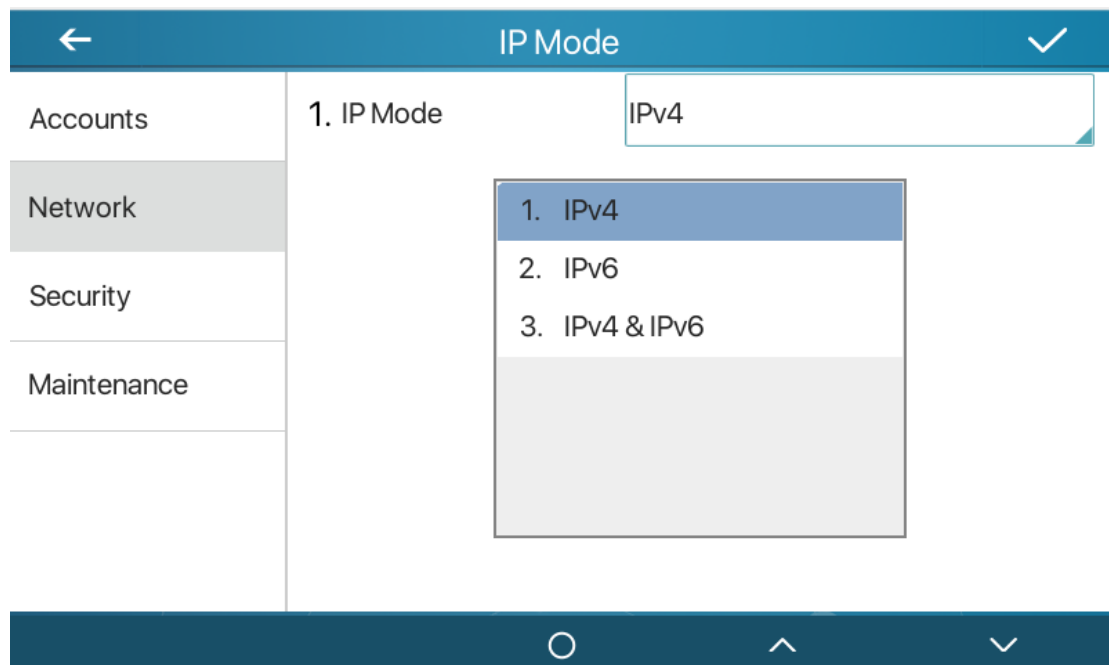 IP Mode
Accounts
Network
Security
Maintenance
1. IP Mode
IPv4
1. IPv4
2. IPv6
3. IPv4 & IPv6